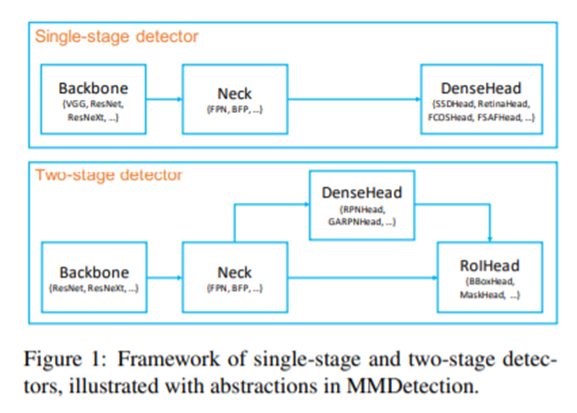 Single-stage detector
Backbone
{VGG, ResNet,
ResNeXt, ...}
Neck
{FPN, BFP, ...}
DenseHead
{SSDHead, RetinaHead,
FCOSHead, FSAFHead, ...}
Two-stage detector
DenseHead
{RPNHead,
GARPNHead, ...}
Backbone
{ResNet, ResNeXt, ...}
Neck
{FPN, BFP, ...}
RoIHead
{BBoxHead,
MaskHead, ...}
Figure 1: Framework of single-stage and two-stage detec-
tors, illustrated with abstractions in MMDetection.